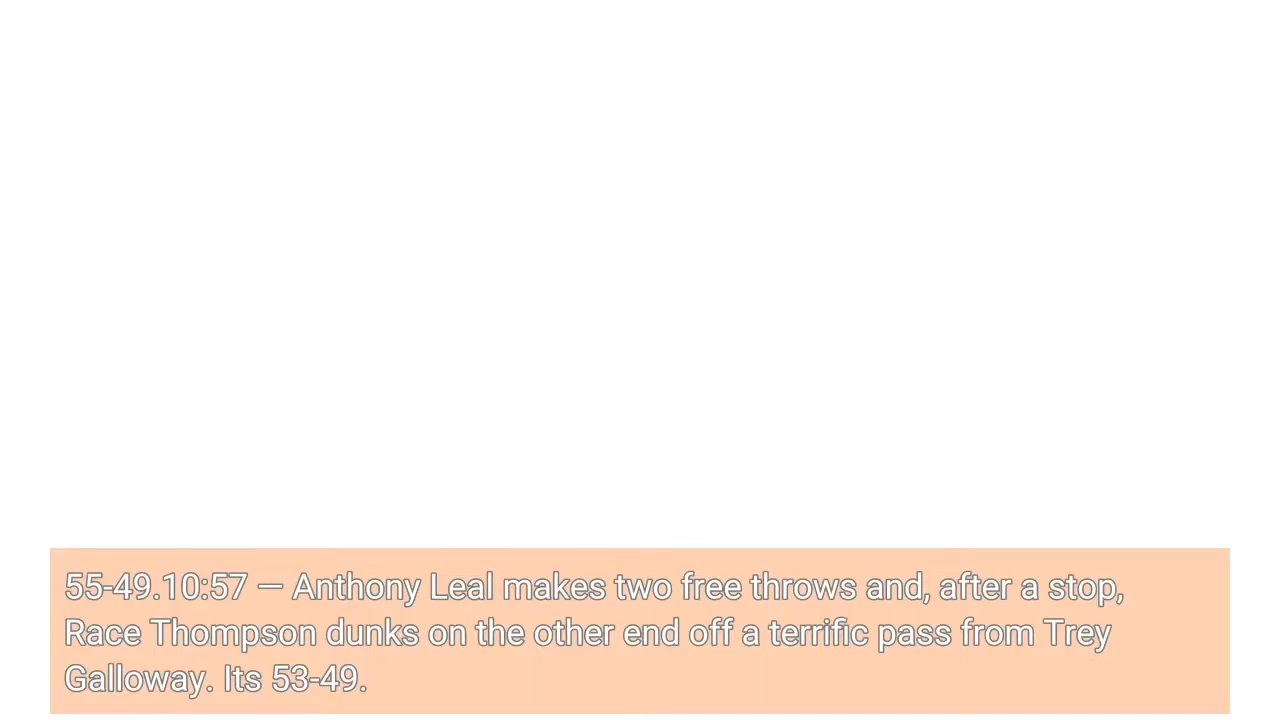 55-49.10:57 — Anthony Leal makes two free throws and, after a stop,
Race Thompson dunks on the other end off a terrific pass from Trey
Galloway. Its 53-49.